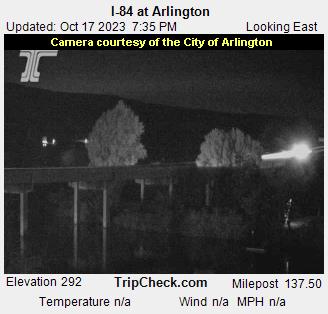 I-84 at Arlington
Updated: Oct 17 2023 7:35 PM Looking East
Camera courtesy of the City of Arlington
Elevation 292 TripCheck.com Milepost 137.50
Temperature n/a Wind n/a MPH n/a